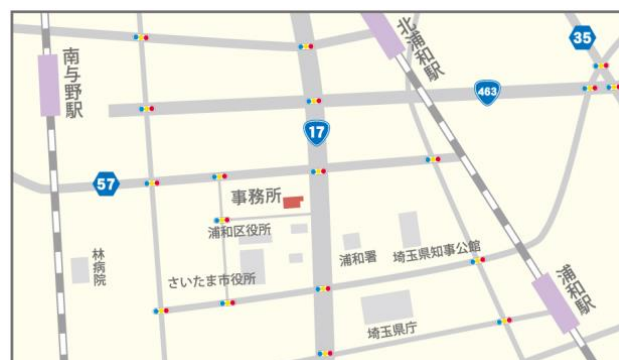 南与野駅
北浦和駅
35
463
17
57
事務所
浦和区役所
林病院
さいたま市役所
浦和署
埼玉県知事公館
浦和駅
埼玉県庁